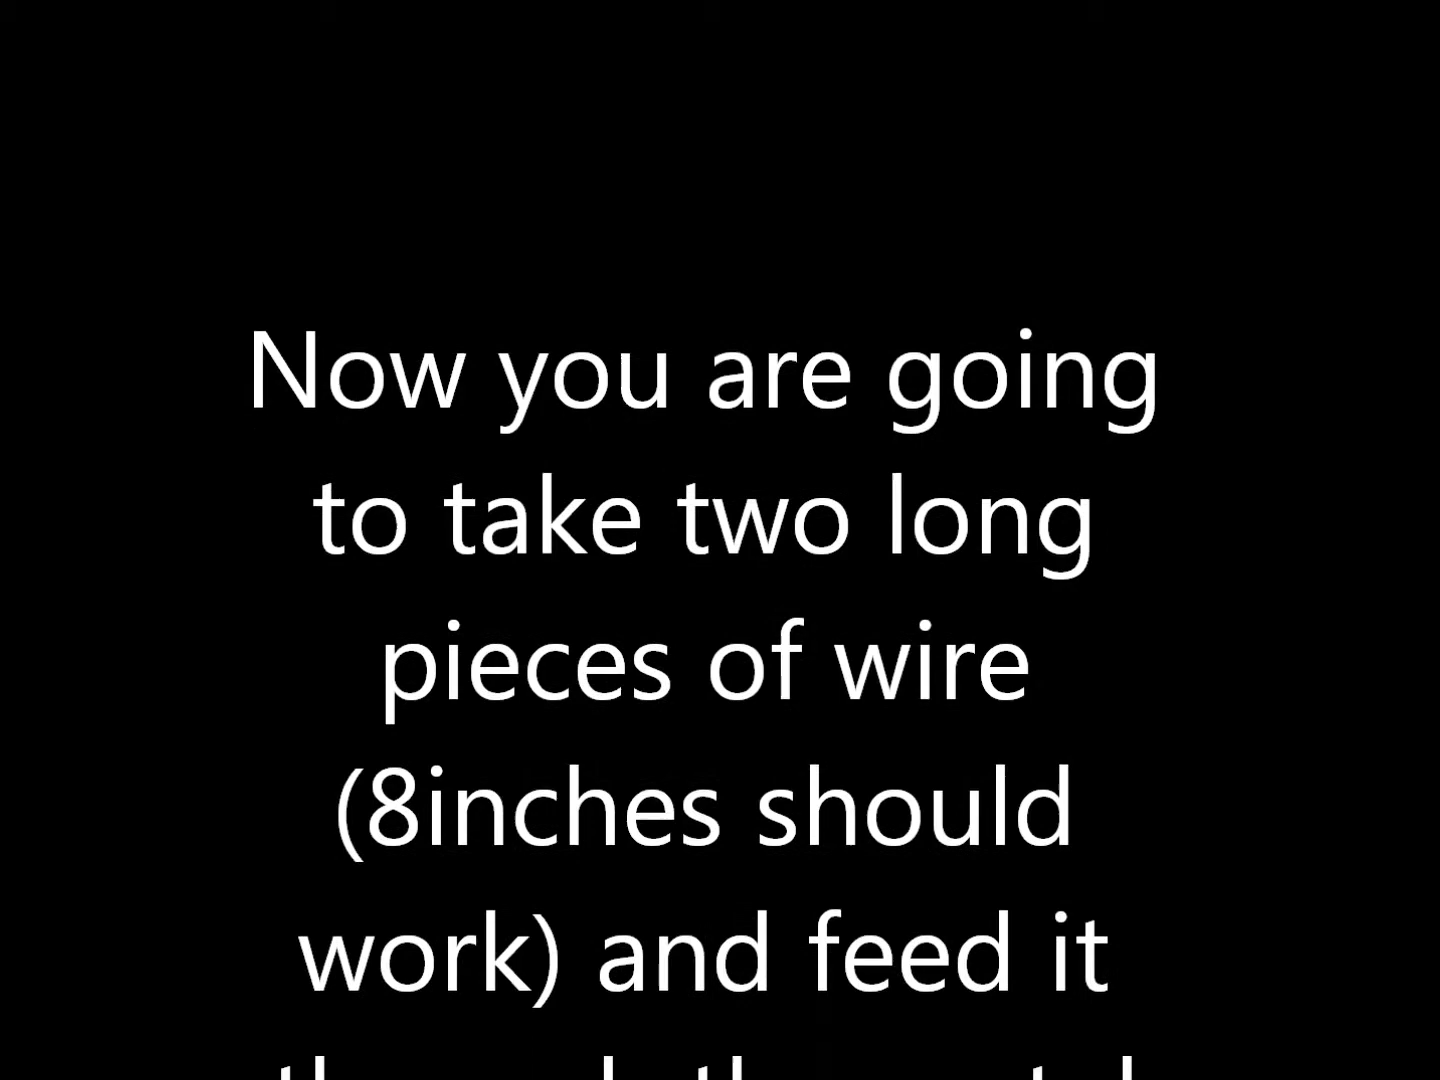 Now you are going
to take two long
pieces of wire
(8inches should
work) and feed it